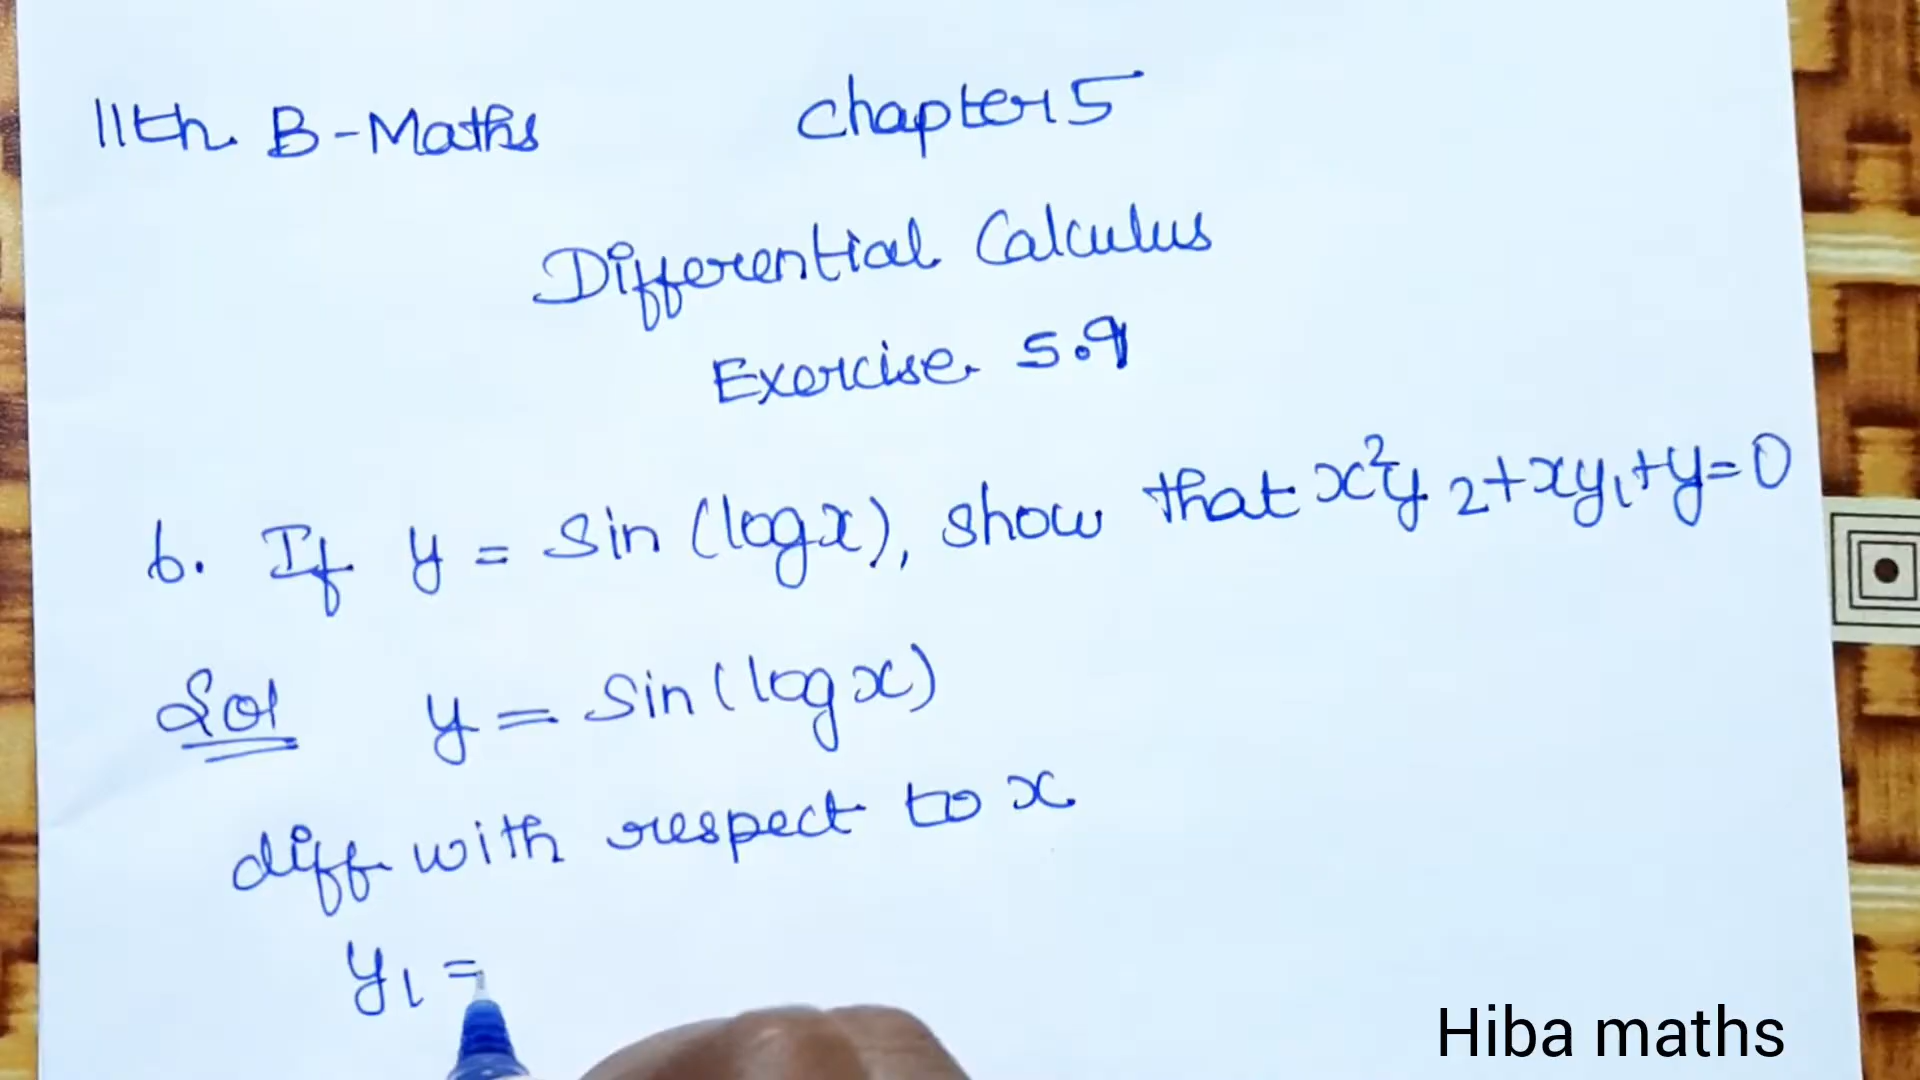 11th B-Maths Chapter 5
Differential Calculus
Exercise 5.9
6. If y = Sin (log x), show that x²y₂+xy₁+y=0
Sol y = Sin (log x)
diff with respect to x
y₁ =
Hiba maths